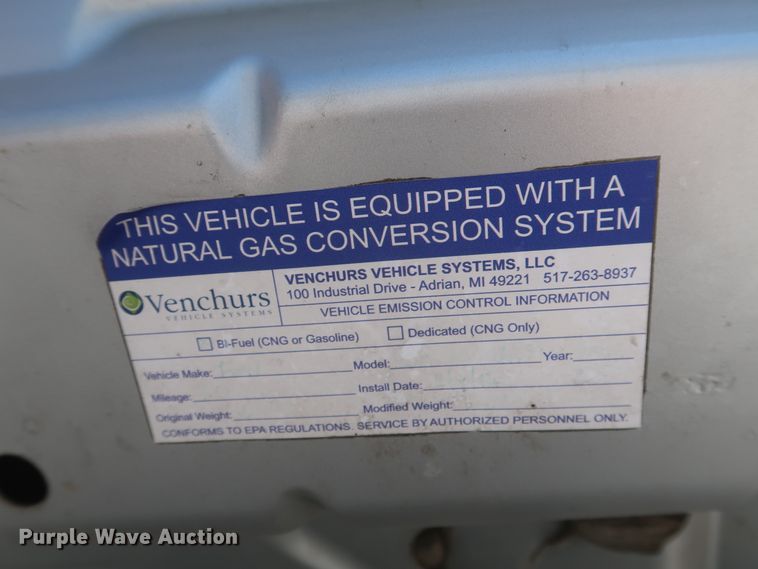 THIS VEHICLE IS EQUIPPED WITH A
NATURAL GAS CONVERSION SYSTEM
Venchurs
VEHICLE SYSTEMS
VENCHURS VEHICLE SYSTEMS, LLC
100 Industrial Drive - Adrian, MI 49221 517-263-8937
VEHICLE EMISSION CONTROL INFORMATION
BI-Fuel (CNG or Gasoline) Dedicated (CNG Only)
Vehicle Make: Model: Year:
Mileage: Install Date:
Original Weight: Modified Weight:
CONFORMS TO EPA REGULATIONS. SERVICE BY AUTHORIZED PERSONNEL ONLY.
Purple Wave Auction